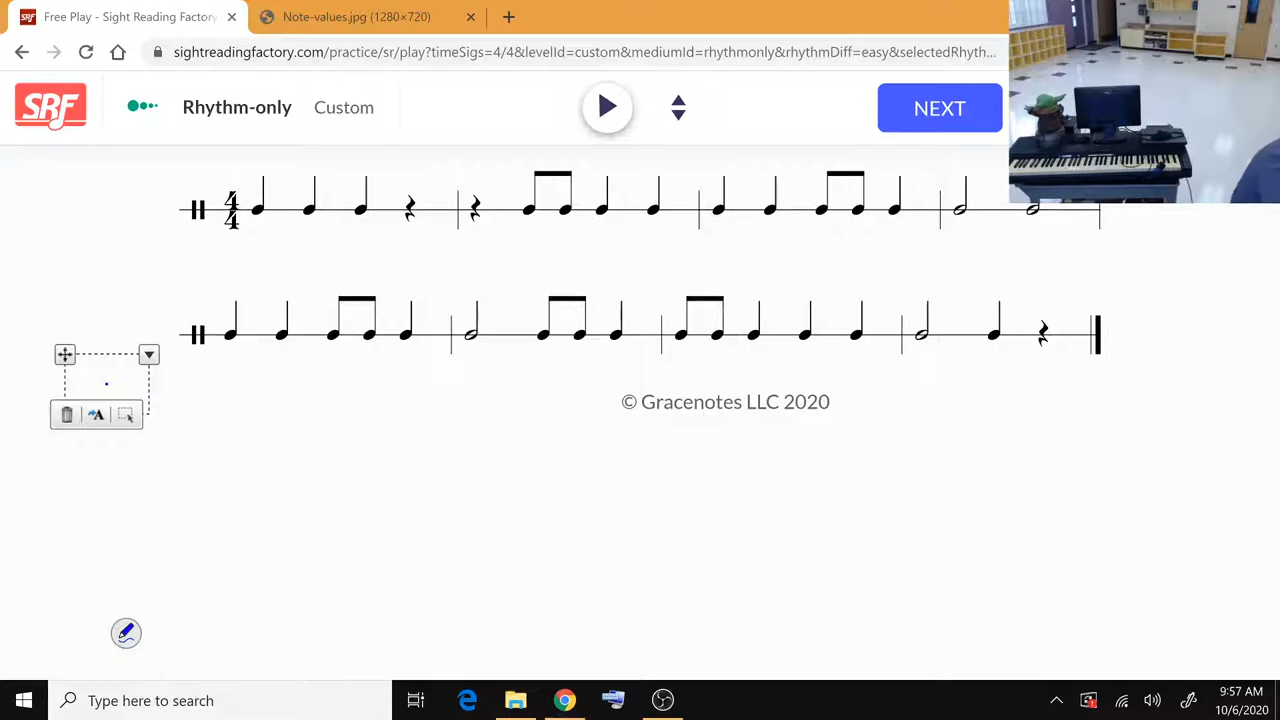 Free Play - Sight Reading Factory
Note-values.jpg (1280×720)
sightreadingfactory.com/practice/sr/play?timeSigs=4/4&levelId=custom&mediumId=rhythmonly&rhythmDiff=easy&selectedRhyth...
SRF
Rhythm-only
Custom
NEXT
4
4
© Gracenotes LLC 2020
A
Type here to search
9:57 AM
10/6/2020